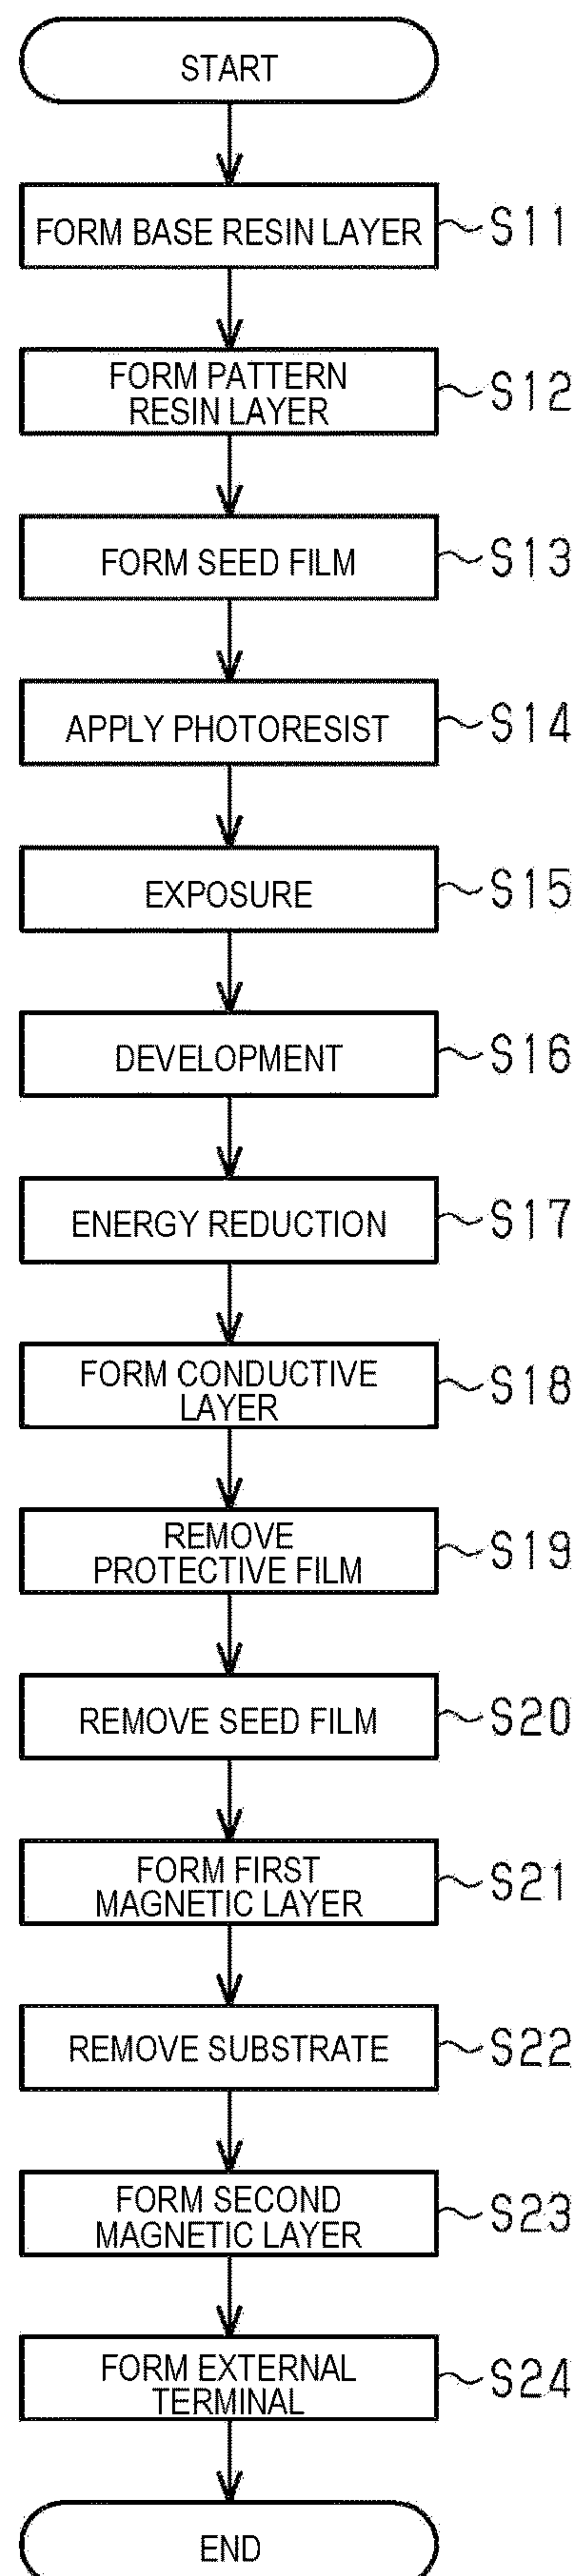 START
FORM BASE RESIN LAYER
S11
FORM PATTERN
RESIN LAYER
S12
FORM SEED FILM
S13
APPLY PHOTORESIST
S14
EXPOSURE
S15
DEVELOPMENT
S16
ENERGY REDUCTION
S17
FORM CONDUCTIVE
LAYER
S18
REMOVE
PROTECTIVE FILM
S19
REMOVE SEED FILM
S20
FORM FIRST
MAGNETIC LAYER
S21
REMOVE SUBSTRATE
S22
FORM SECOND
MAGNETIC LAYER
S23
FORM EXTERNAL
TERMINAL
S24
END